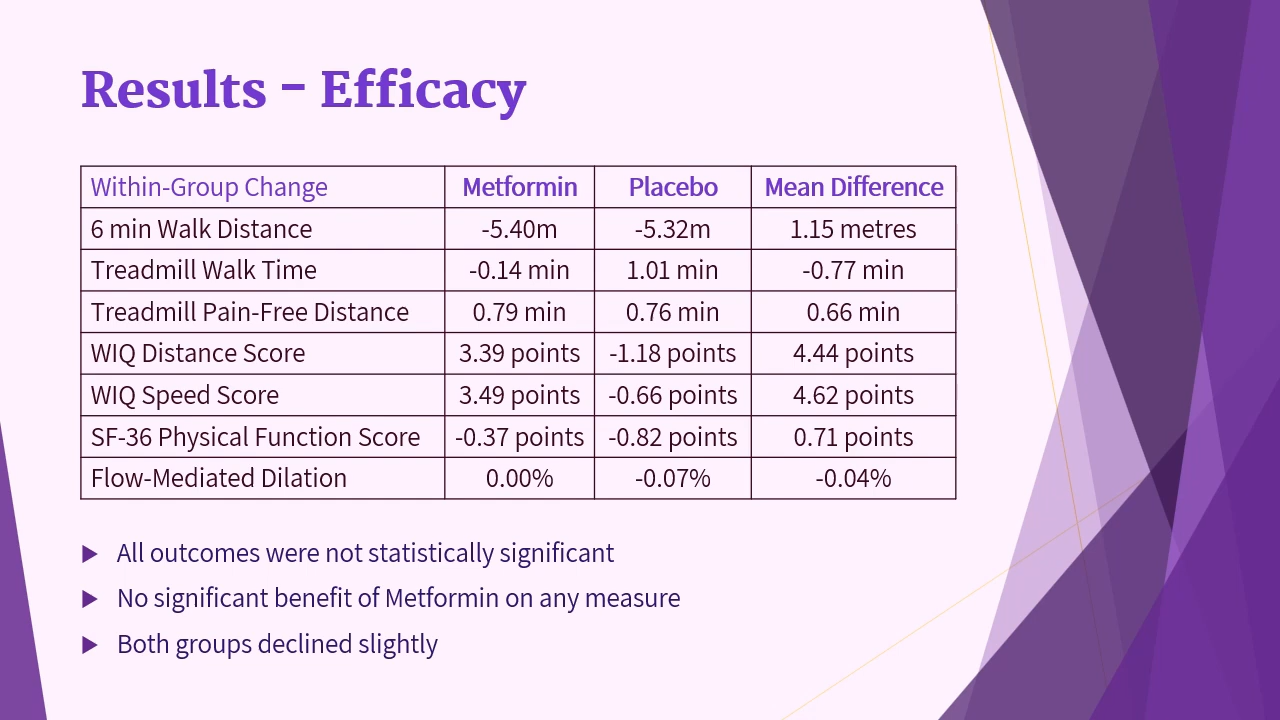 Results - Efficacy
Within-Group Change Metformin Placebo Mean Difference
6 min Walk Distance -5.40m -5.32m 1.15 metres
Treadmill Walk Time -0.14 min 1.01 min -0.77 min
Treadmill Pain-Free Distance 0.79 min 0.76 min 0.66 min
WIQ Distance Score 3.39 points -1.18 points 4.44 points
WIQ Speed Score 3.49 points -0.66 points 4.62 points
SF-36 Physical Function Score -0.37 points -0.82 points 0.71 points
Flow-Mediated Dilation 0.00% -0.07% -0.04%
All outcomes were not statistically significant
No significant benefit of Metformin on any measure
Both groups declined slightly